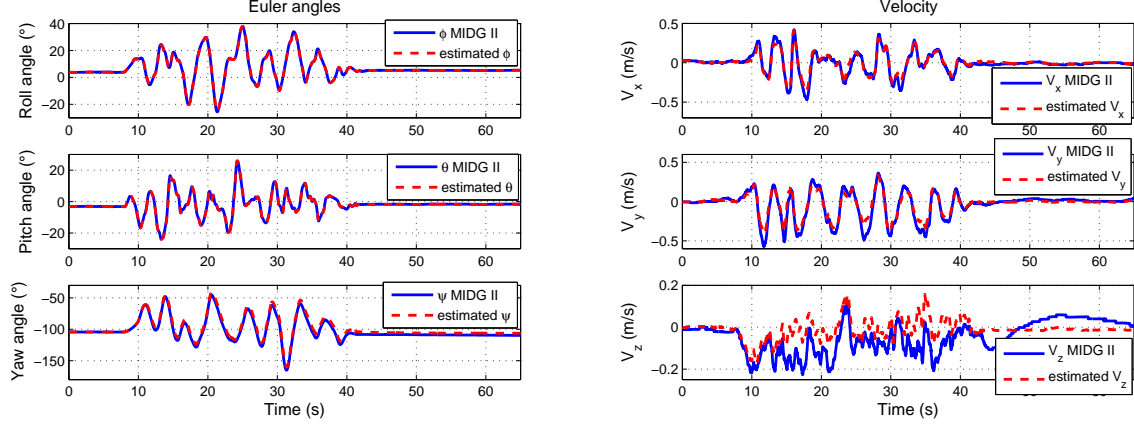 Euler angles
Roll angle (°)
40
20
0
−20
0
10
20
30
40
50
60
ϕ MIDG II
estimated ϕ
Pitch angle (°)
20
0
−20
0
10
20
30
40
50
60
θ MIDG II
estimated θ
Yaw angle (°)
−50
−100
−150
0
10
20
30
40
50
60
ψ MIDG II
estimated ψ
Time (s)
Velocity
V_x (m/s)
0.5
0
−0.5
0
10
20
30
40
50
60
V_x MIDG II
estimated V_x
V_y (m/s)
0.5
0
−0.5
0
10
20
30
40
50
60
V_y MIDG II
estimated V_y
V_z (m/s)
0.2
0
−0.2
0
10
20
30
40
50
60
V_z MIDG II
estimated V_z
Time (s)